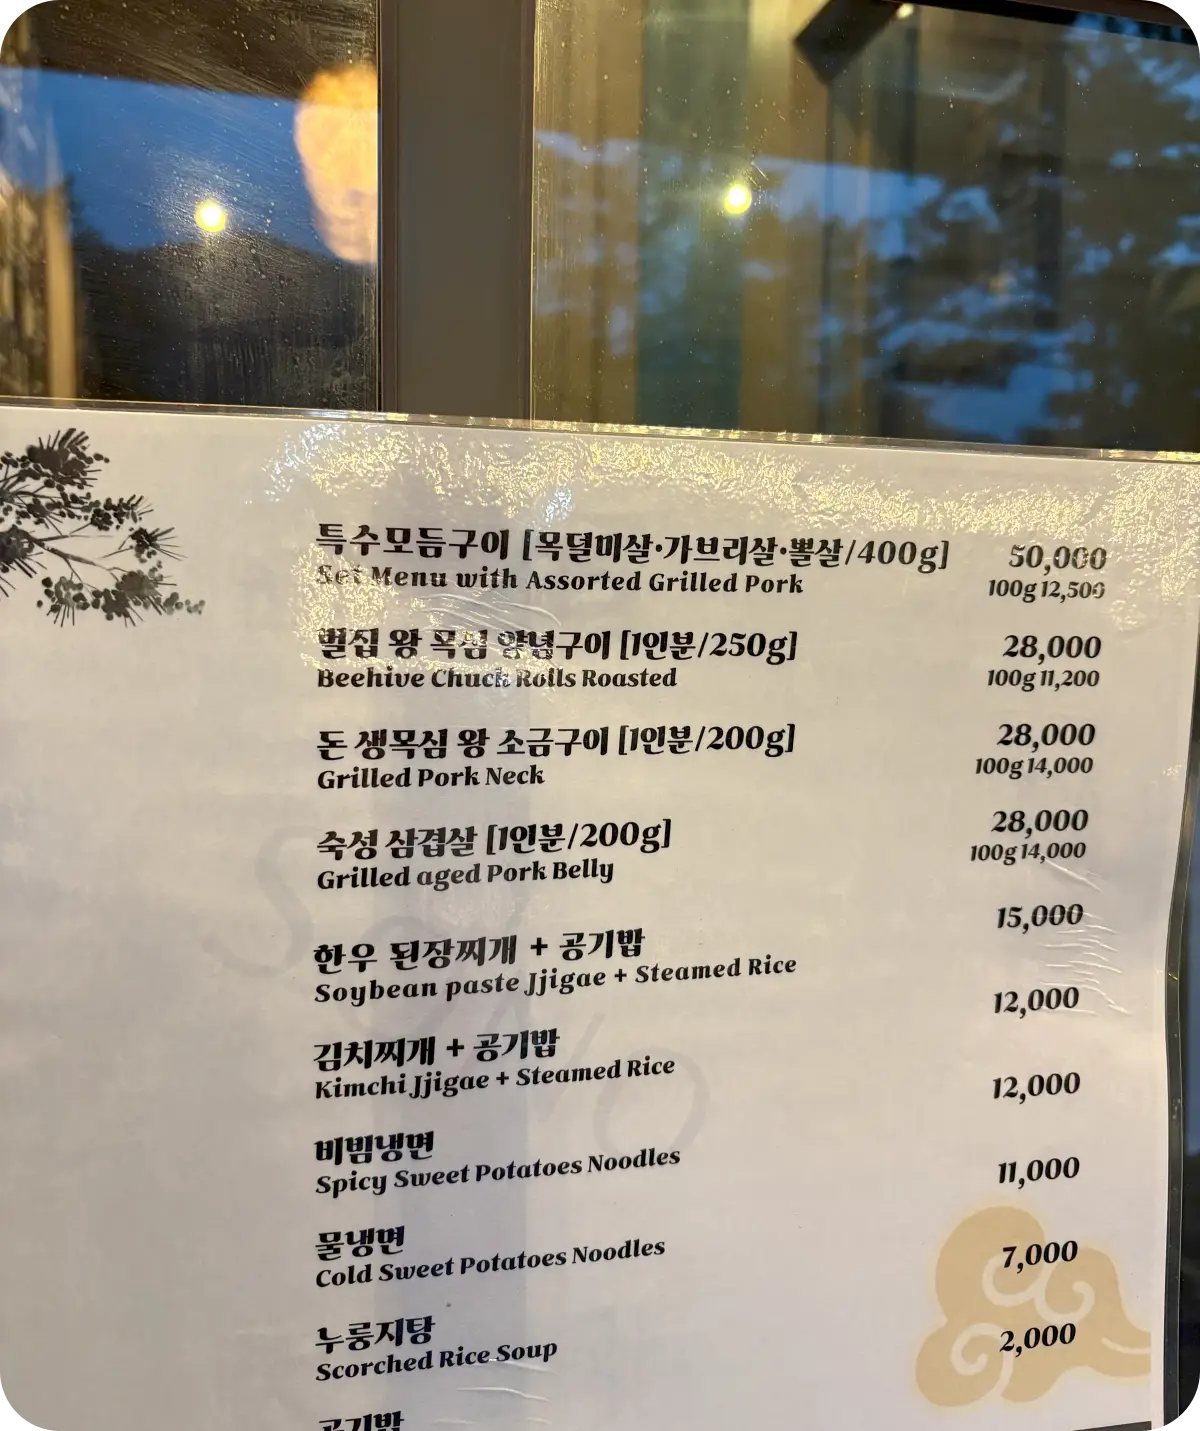 특수모듬구이 [목덜미살·가브리살·뽈살/400g] 50,000
Set Menu with Assorted Grilled Pork 100g 12,500
벌집 왕 목심 양념구이 [1인분/250g] 28,000
Beehive Chuck Rolls Roasted 100g 11,200
돈 생목심 왕 소금구이 [1인분/200g] 28,000
Grilled Pork Neck 100g 14,000
숙성 삼겹살 [1인분/200g] 28,000
Grilled aged Pork Belly 100g 14,000
한우 된장찌개 + 공기밥 15,000
Soybean paste Jjigae + Steamed Rice
김치찌개 + 공기밥 12,000
Kimchi Jjigae + Steamed Rice
비빔냉면 12,000
Spicy Sweet Potatoes Noodles
물냉면 11,000
Cold Sweet Potatoes Noodles
누룽지탕 7,000
Scorched Rice Soup
공기밥 2,000
SONO